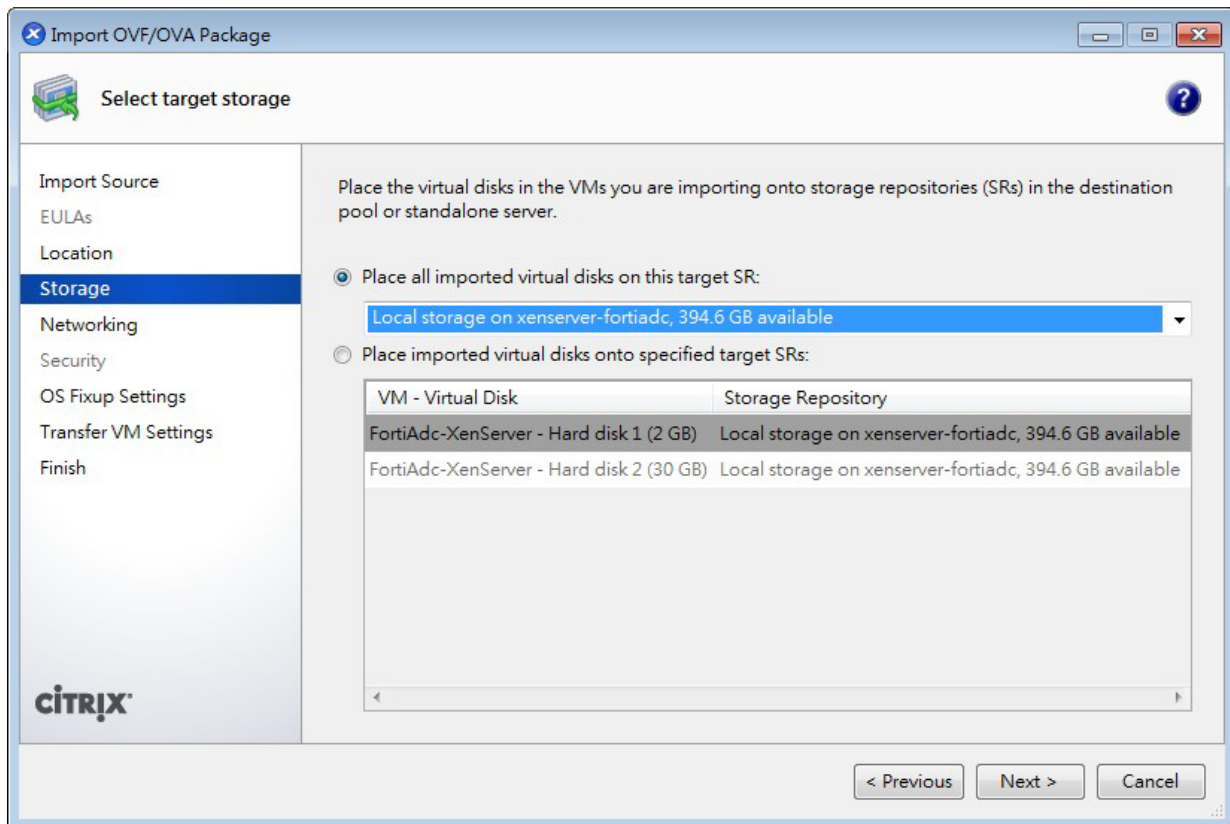 Import OVF/OVA Package
Select target storage
?
Import Source
EULAs
Location
Storage
Networking
Security
OS Fixup Settings
Transfer VM Settings
Finish
CİTRIX
Place the virtual disks in the VMs you are importing onto storage repositories (SRs) in the destination
pool or standalone server.
Place all imported virtual disks on this target SR:
Local storage on xenserver-fortiadc, 394.6 GB available
Place imported virtual disks onto specified target SRs:
VM - Virtual Disk Storage Repository
FortiAdc-XenServer - Hard disk 1 (2 GB) Local storage on xenserver-fortiadc, 394.6 GB available
FortiAdc-XenServer - Hard disk 2 (30 GB) Local storage on xenserver-fortiadc, 394.6 GB available
< Previous Next > Cancel